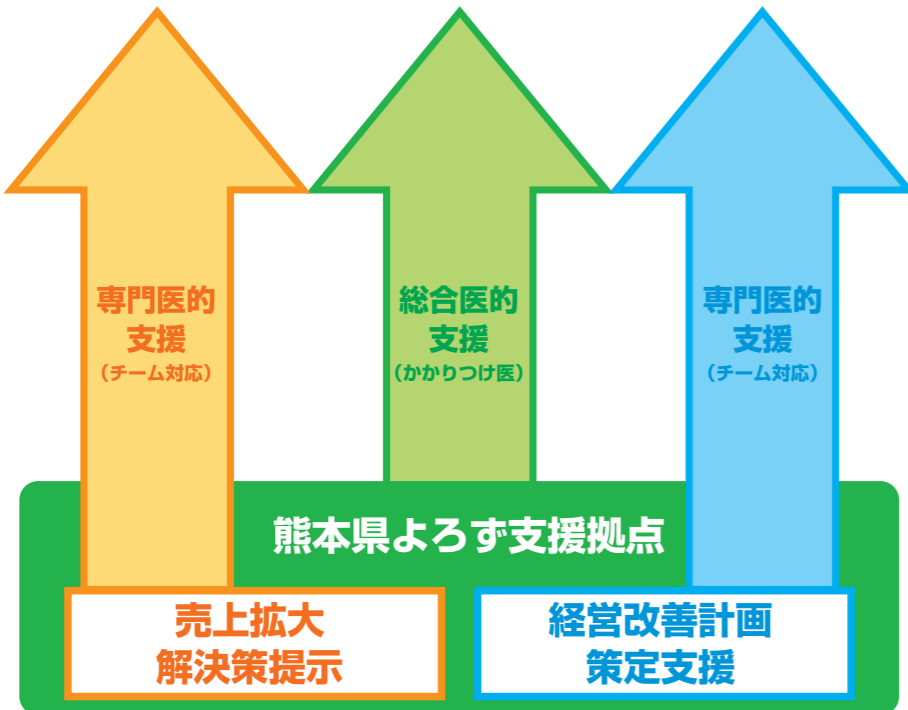 専門医的
支援
（チーム対応）
総合医的
支援
（かかりつけ医）
専門医的
支援
（チーム対応）
熊本県よろず支援拠点
売上拡大
解決策提示
経営改善計画
策定支援